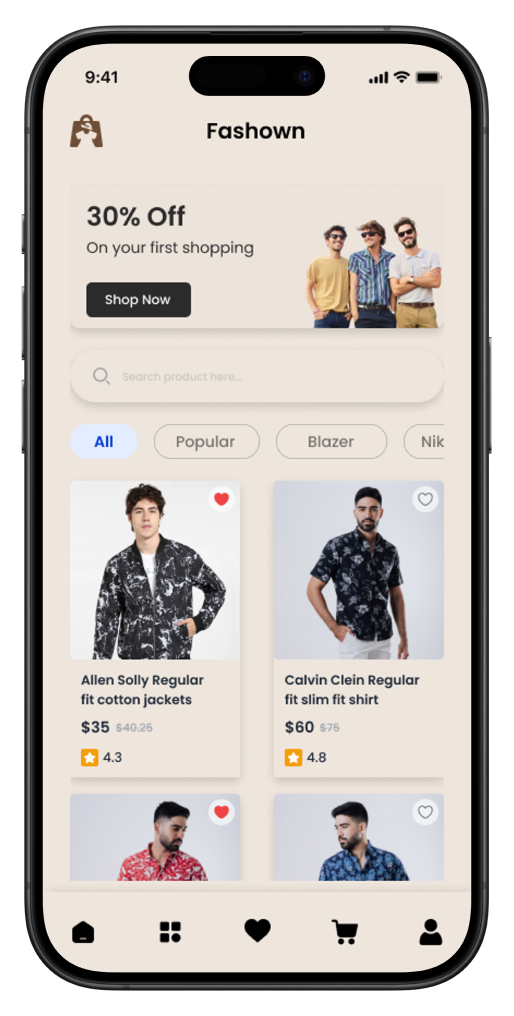 9:41
Fashown
30% Off
On your first shopping
Shop Now
Search product here...
All Popular Blazer Nik
Allen Solly Regular
fit cotton jackets
$35 $40.25
4.3
Calvin Clein Regular
fit slim fit shirt
$60 $75
4.8